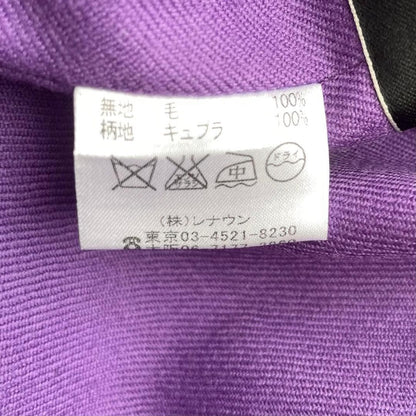 無地 毛 100%
柄地 キュプラ 100%
中 ドライ
(株)レナウン
☎東京03-4521-8230